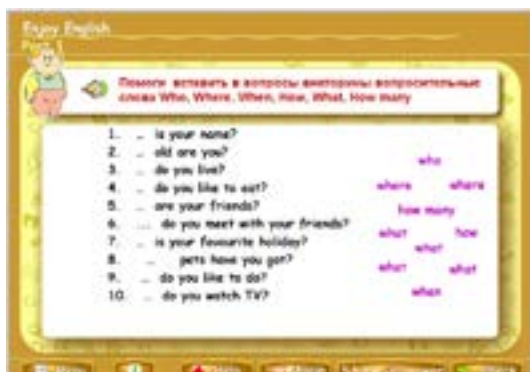 Enjoy English
Помоги вставить в вопросы викторины вопросительные
слова Who, Where, When, How, What, How many
1. … is your name?
2. … old are you?
3. … do you live?
4. … do you like to eat?
5. … are your friends?
6. … do you meet with your friends?
7. … is your favourite holiday?
8. … pets have you got?
9. … do you like to do?
10. … do you watch TV?
who
where where
how many
what how
what
what what
when